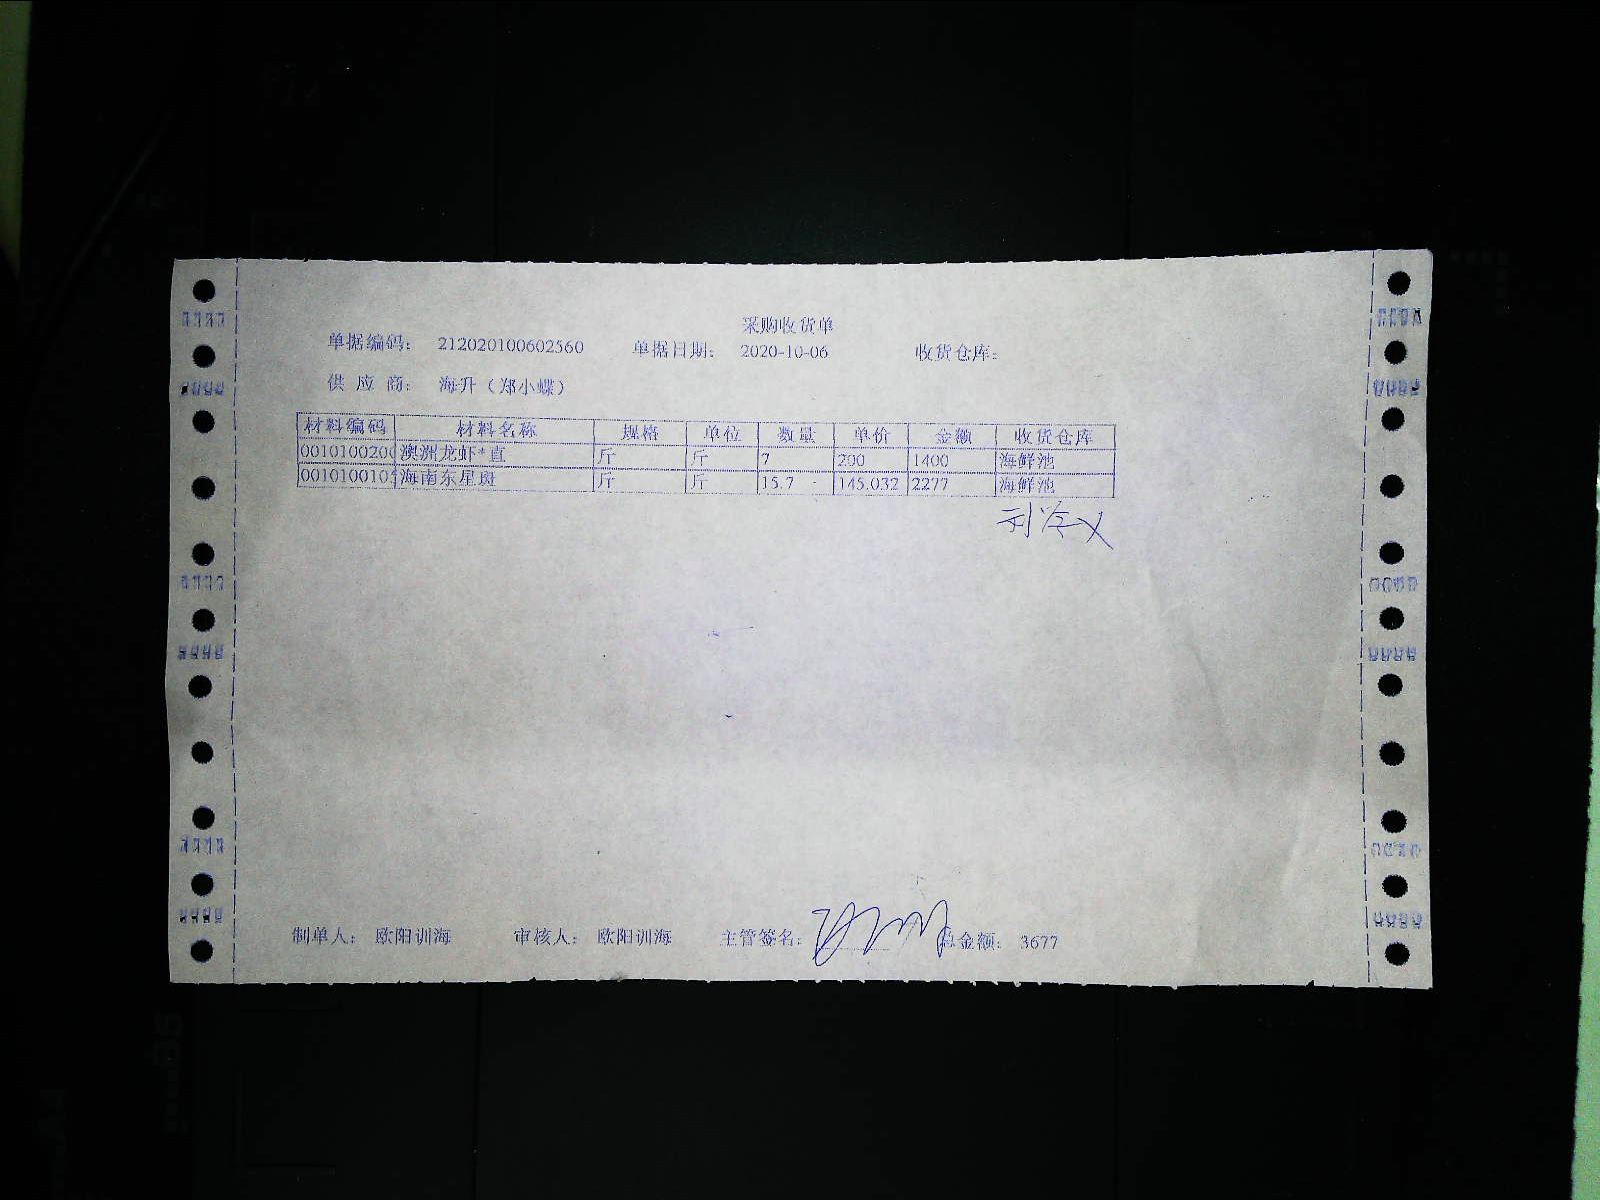 采购收货单
单据编码: 212020100602560 单据日期: 2020-10-06 收货仓库:
供应商: 海升(郑小蝶)
材料编码 材料名称 规格 单位 数量 单价 金额 收货仓库
0010100200 澳洲龙虾*直 斤 斤 7 200 1400 海鲜池
001010010 海南东星斑 斤 斤 15.7 145.032 2277 海鲜池
制单人: 欧阳训海 审核人: 欧阳训海 主管签名: 总金额: 3677